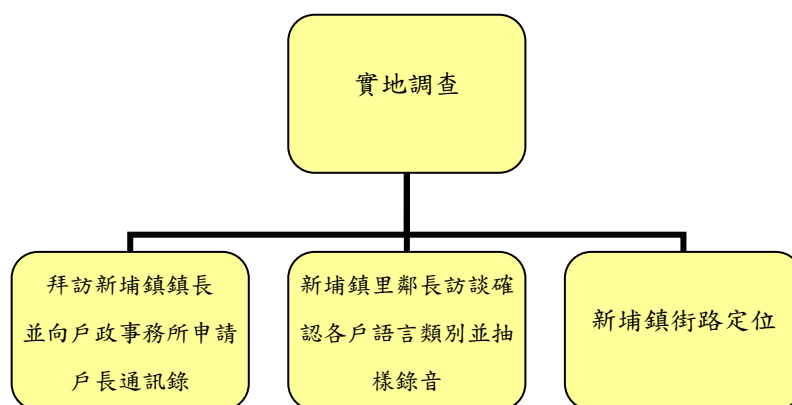 實地調查
拜訪新埔鎮鎮長
並向戶政事務所申請
戶長通訊錄
新埔鎮里鄰長訪談確
認各戶語言類別並抽
樣錄音
新埔鎮街路定位